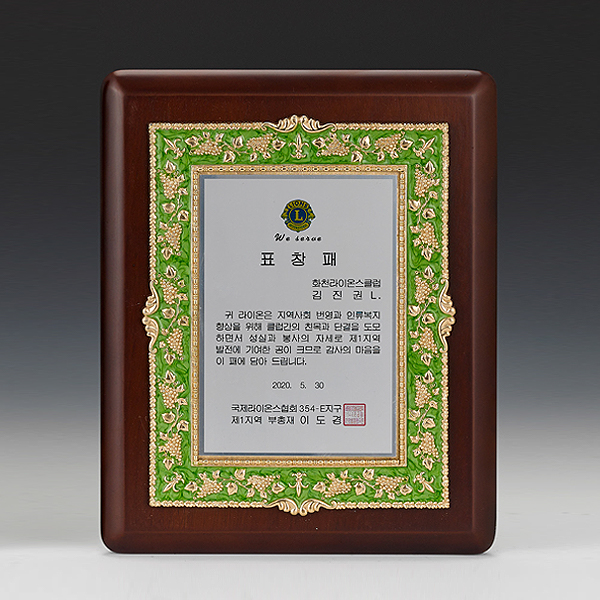 LIONS
L
We serve
표 창 패
화천라이온스클럽
김 진 권 L.
귀 라이온은 지역사회 번영과 인류복지
향상을 위해 클럽간의 친목과 단결을 도모
하면서 성실과 봉사의 자세로 제1지역
발전에 기여한 공이 크므로 감사의 마음을
이 패에 담아 드립니다.
2020. 5. 30
국제라이온스협회 354-E지구
제1지역 부총재 이 도 경